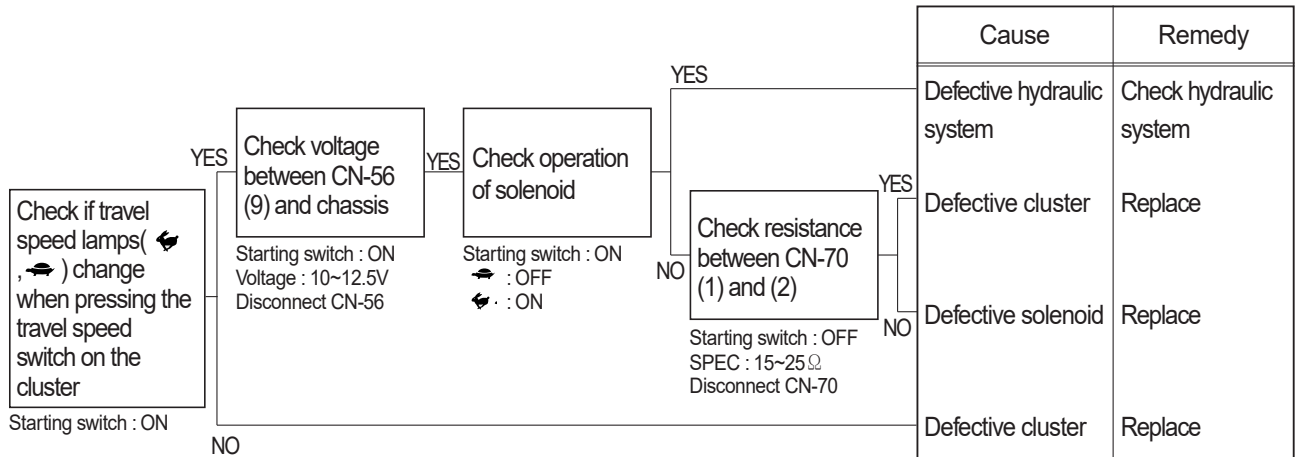 Check if travel
speed lamps(
, ) change
when pressing the
travel speed
switch on the
cluster
Starting switch : ON
YES
NO
Check voltage
between CN-56
(9) and chassis
Starting switch : ON
Voltage : 10~12.5V
Disconnect CN-56
YES
Check operation
of solenoid
Starting switch : ON
: OFF
: ON
YES
NO
Check resistance
between CN-70
(1) and (2)
Starting switch : OFF
SPEC : 15~25Ω
Disconnect CN-70
YES
NO
Cause Remedy
Defective hydraulic Check hydraulic
system system
Defective cluster Replace
Defective solenoid Replace
Defective cluster Replace